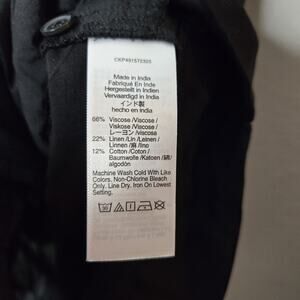 CKP491572303
Made in India
Fabriqué En Inde
Hergestellt in Indien
Vervaardigd in India
インド製
hecho en India
66% Viscose /Viscose /
Viskose /Viscose /
レーヨン /viscosa
22% Linen/Lin /Leinen /
Linnen /麻 /lino
12% Cotton /Coton /
Baumwolle /Katoen /綿/
algodón
Machine Wash Cold With Like
Colors. Non-Chlorine Bleach
Only. Line Dry. Iron On Lowest
Setting.